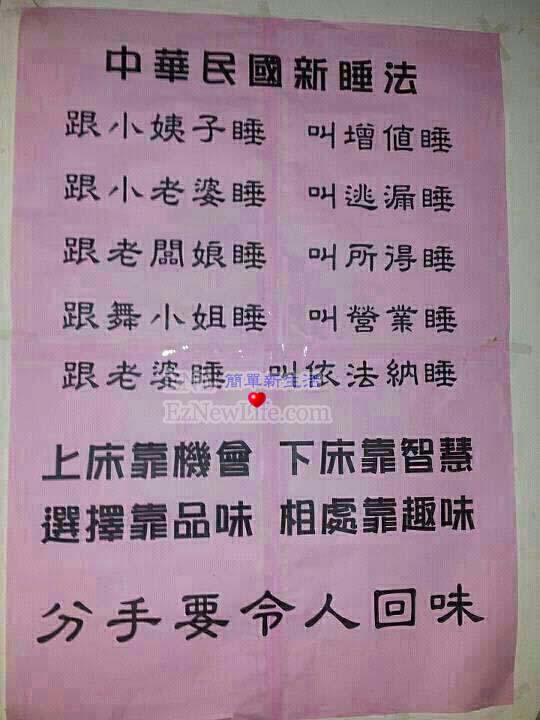 中華民國新睡法
跟小姨子睡 叫增值睡
跟小老婆睡 叫逃漏睡
跟老闆娘睡 叫所得睡
跟舞小姐睡 叫營業睡
跟老婆睡 叫依法納睡
簡單新生活
EzNewLife.com
上床靠機會 下床靠智慧
選擇靠品味 相處靠趣味
分手要令人回味